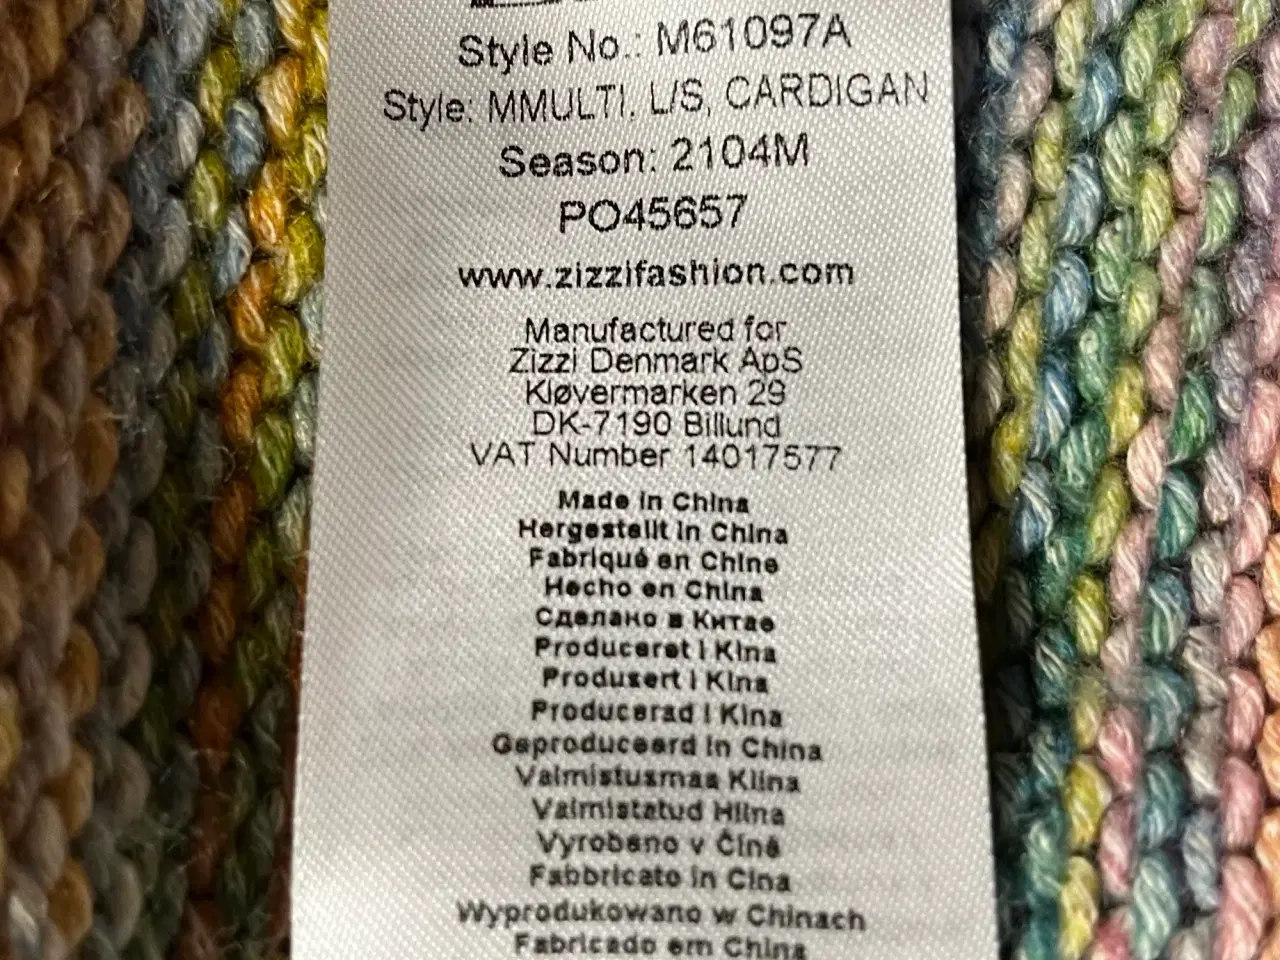 Style No.: M61097A
Style: MMULTI, L/S, CARDIGAN
Season: 2104M
PO45657
www.zizzifashion.com
Manufactured for
Zizzi Denmark ApS
Kløvermarken 29
DK-7190 Billund
VAT Number 14017577
Made in China
Hergestellt in China
Fabriqué en Chine
Hecho en China
Сделано в Китае
Produceret i Kina
Produsert i Kina
Producerad i Kina
Geproduceerd in China
Valmistusmaa Kiina
Valmistatud Hiina
Vyrobeno v Číně
Fabbricato in Cina
Wyprodukowano w Chinach
Fabricado em China